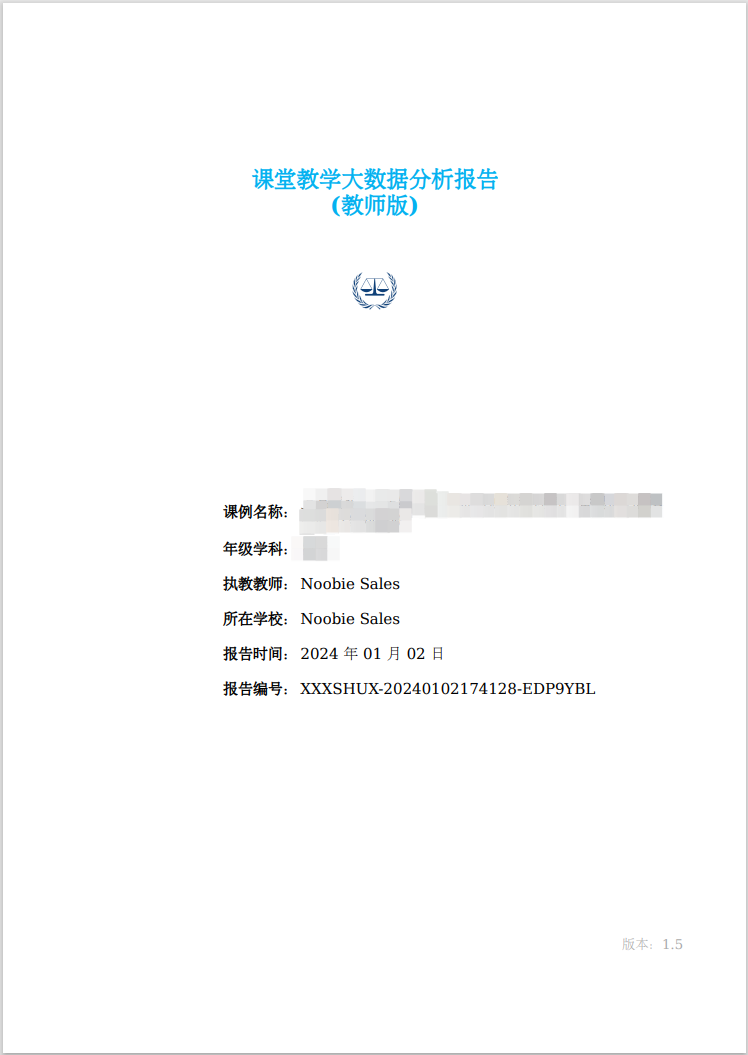 课堂教学大数据分析报告
(教师版)
课例名称：
年级学科：
执教教师： Noobie Sales
所在学校： Noobie Sales
报告时间： 2024 年 01 月 02 日
报告编号： XXXSHUX-20240102174128-EDP9YBL
版本： 1.5